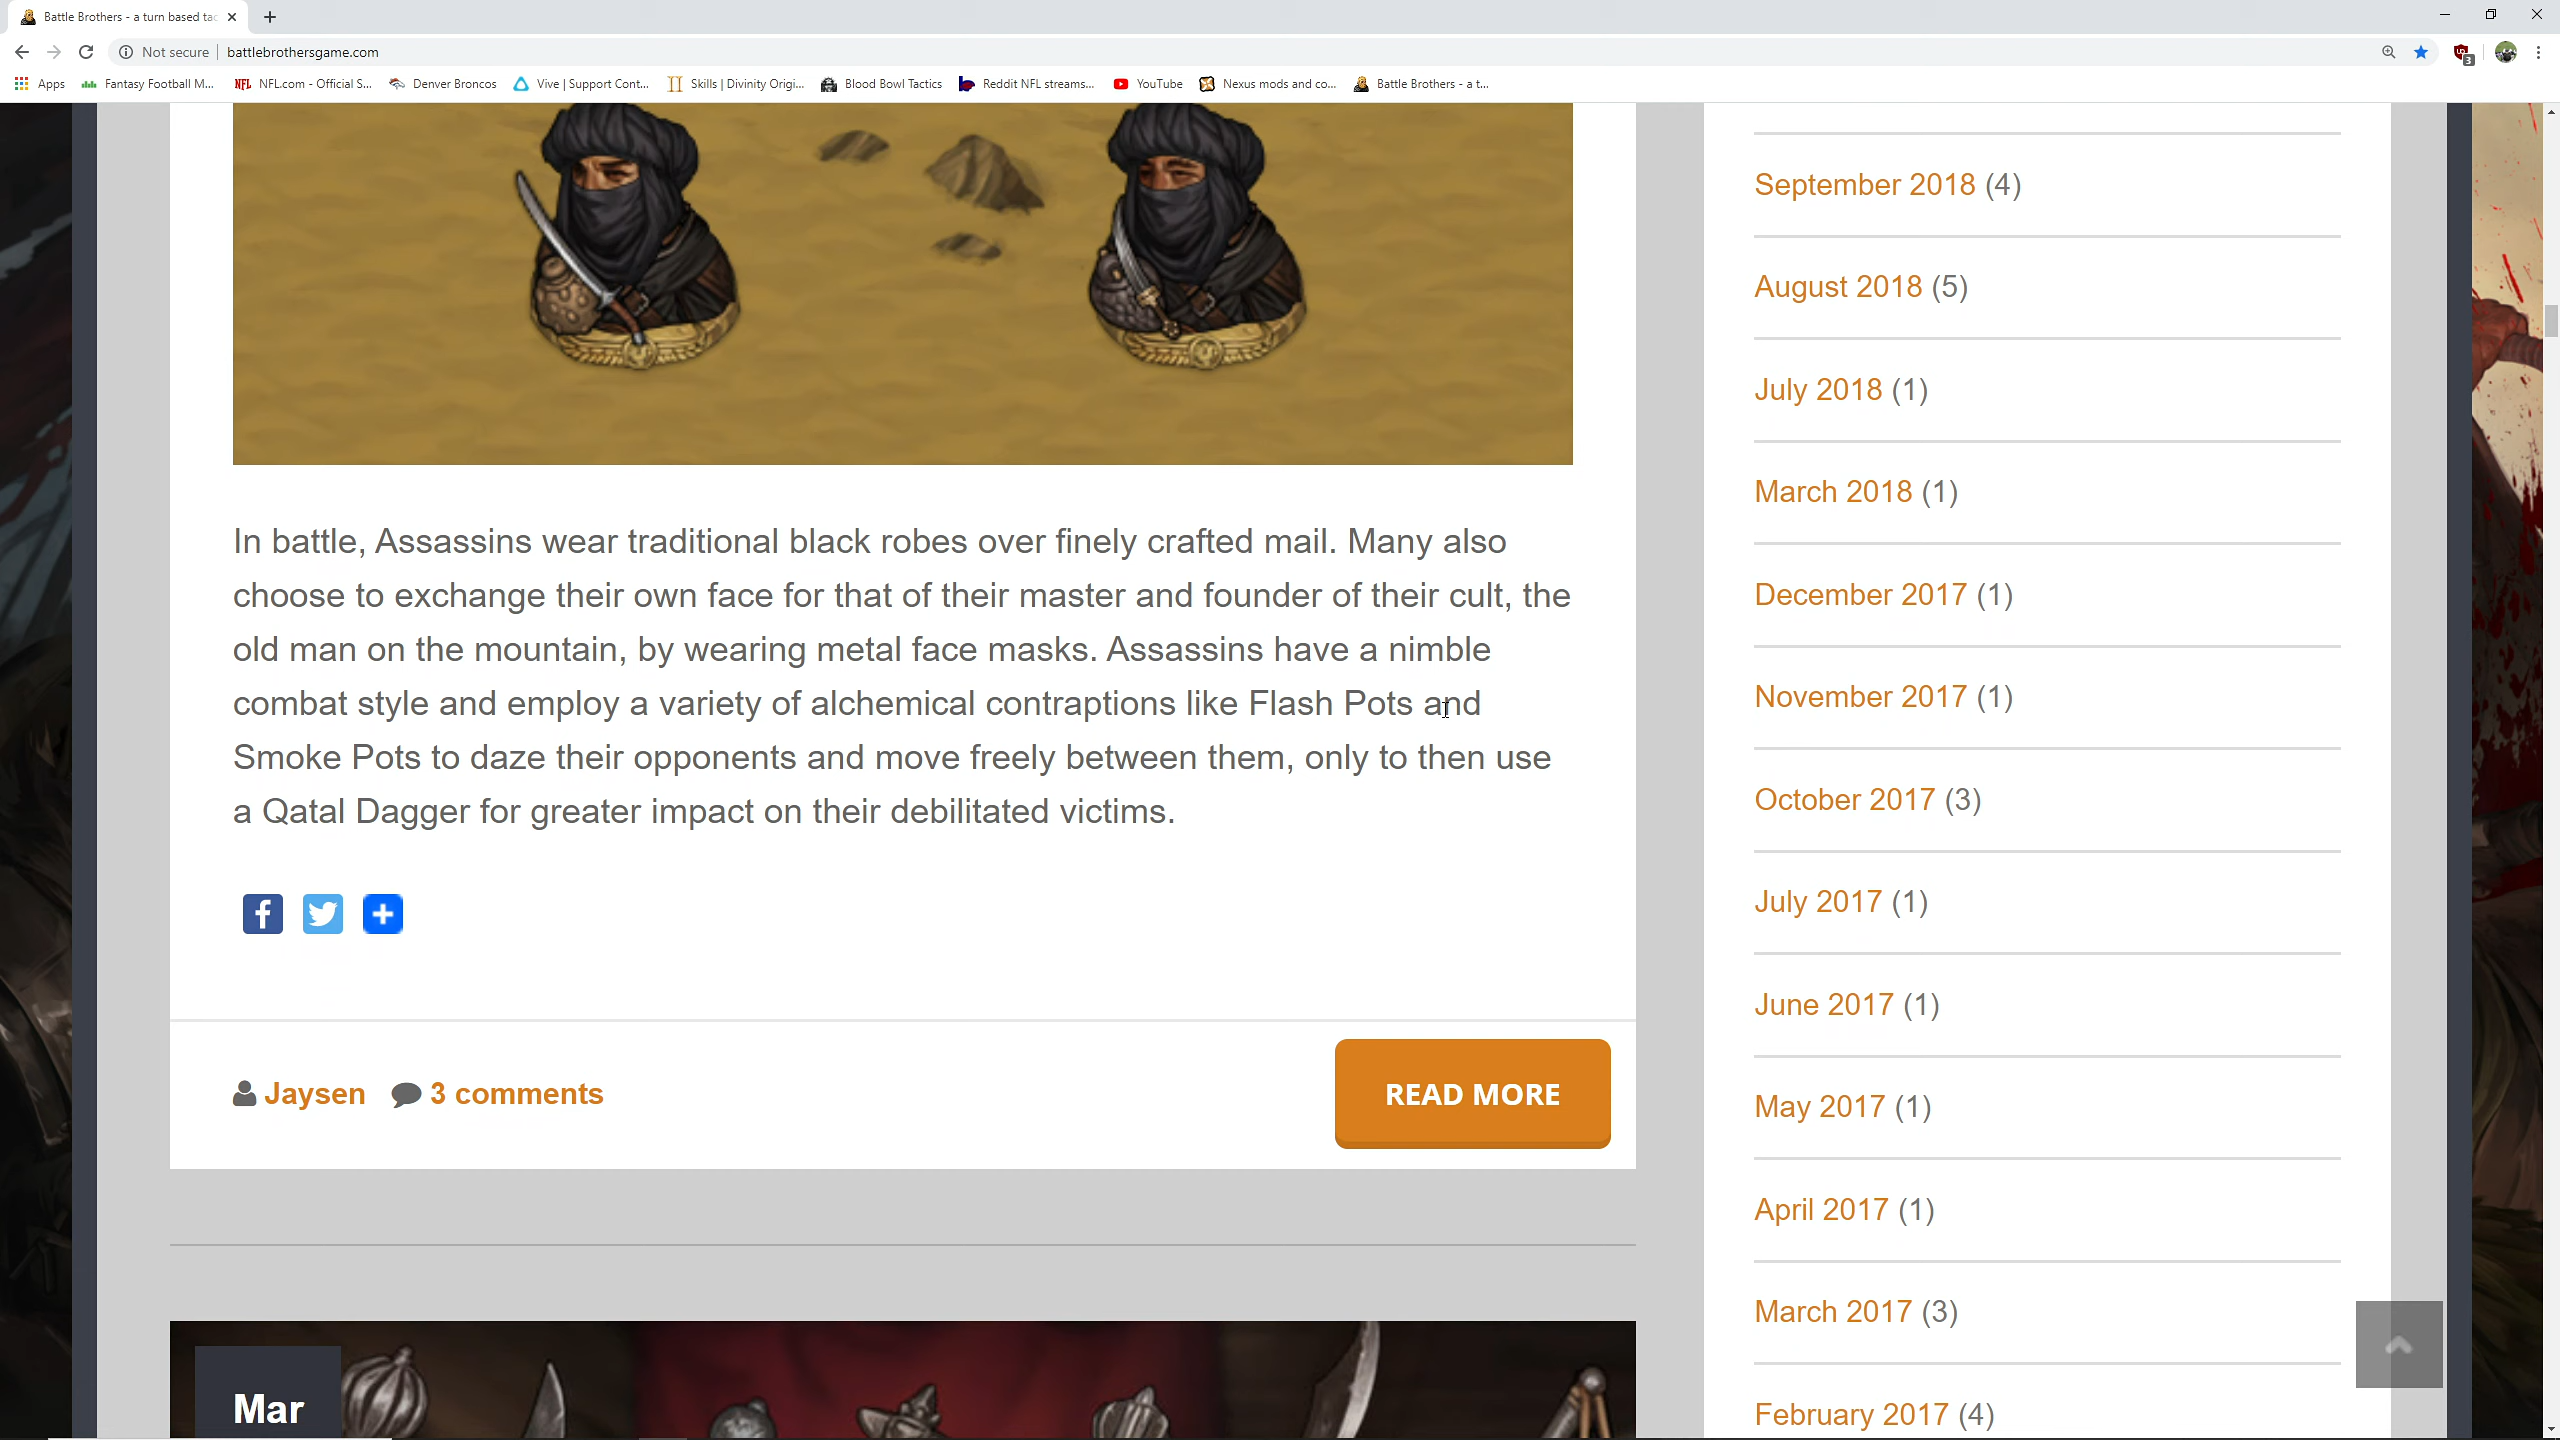 Battle Brothers - a turn based tac
Not secure
battlebrothersgame.com
Apps
Fantasy Football M...
NFL
NFL.com - Official S...
Denver Broncos
Vive | Support Cont...
Skills | Divinity Origi...
Blood Bowl Tactics
Reddit NFL streams...
YouTube
Nexus mods and co...
Battle Brothers - a t...
3
In battle, Assassins wear traditional black robes over finely crafted mail. Many also
choose to exchange their own face for that of their master and founder of their cult, the
old man on the mountain, by wearing metal face masks. Assassins have a nimble
combat style and employ a variety of alchemical contraptions like Flash Pots and
Smoke Pots to daze their opponents and move freely between them, only to then use
a Qatal Dagger for greater impact on their debilitated victims.
Jaysen
3 comments
READ MORE
Mar
September 2018 (4)
August 2018 (5)
July 2018 (1)
March 2018 (1)
December 2017 (1)
November 2017 (1)
October 2017 (3)
July 2017 (1)
June 2017 (1)
May 2017 (1)
April 2017 (1)
March 2017 (3)
February 2017 (4)